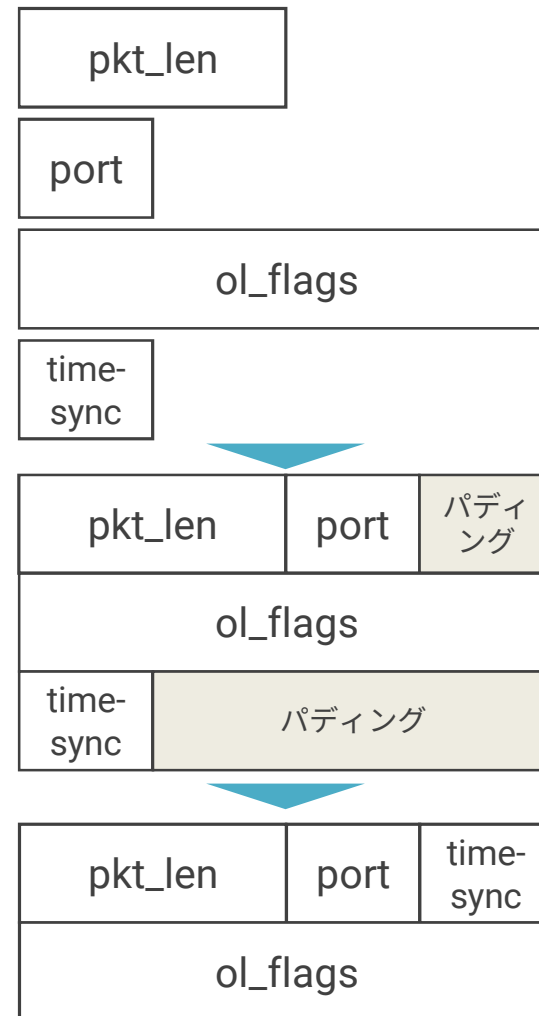 pkt_len
port
ol_flags
time-
sync
pkt_len
port
パディ
ング
ol_flags
time-
sync
パディング
pkt_len
port
time-
sync
ol_flags